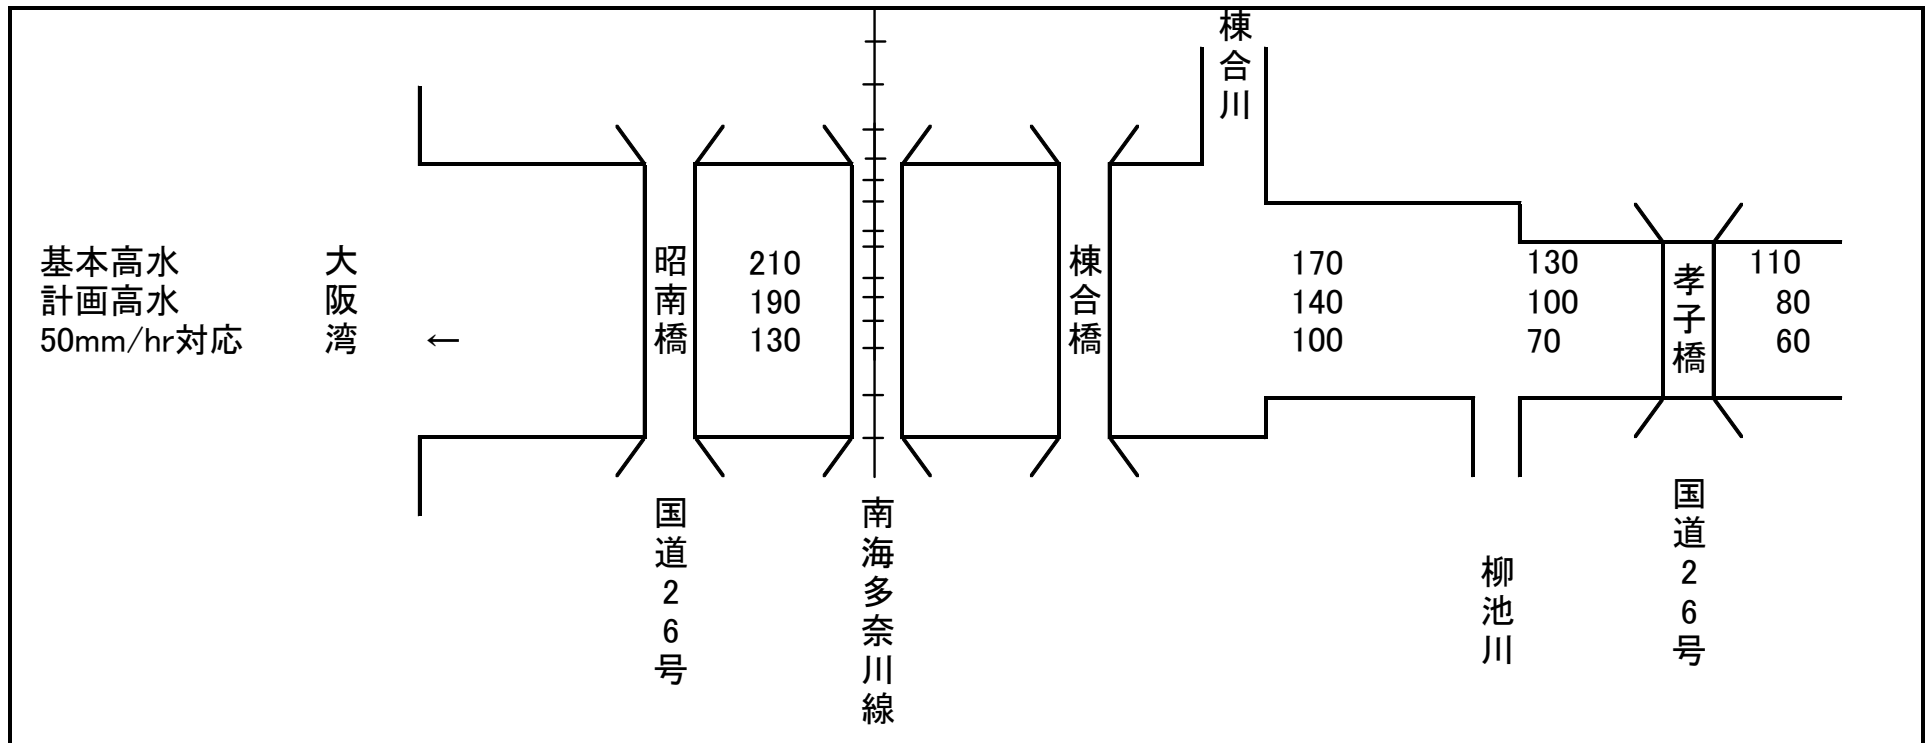 棟合川
基本高水
計画高水
50mm/hr対応
大阪湾
←
昭南橋
210
190
130
棟合橋
170
140
100
130
100
70
孝子橋
110
80
60
国道26号
南海多奈川線
柳池川
国道26号